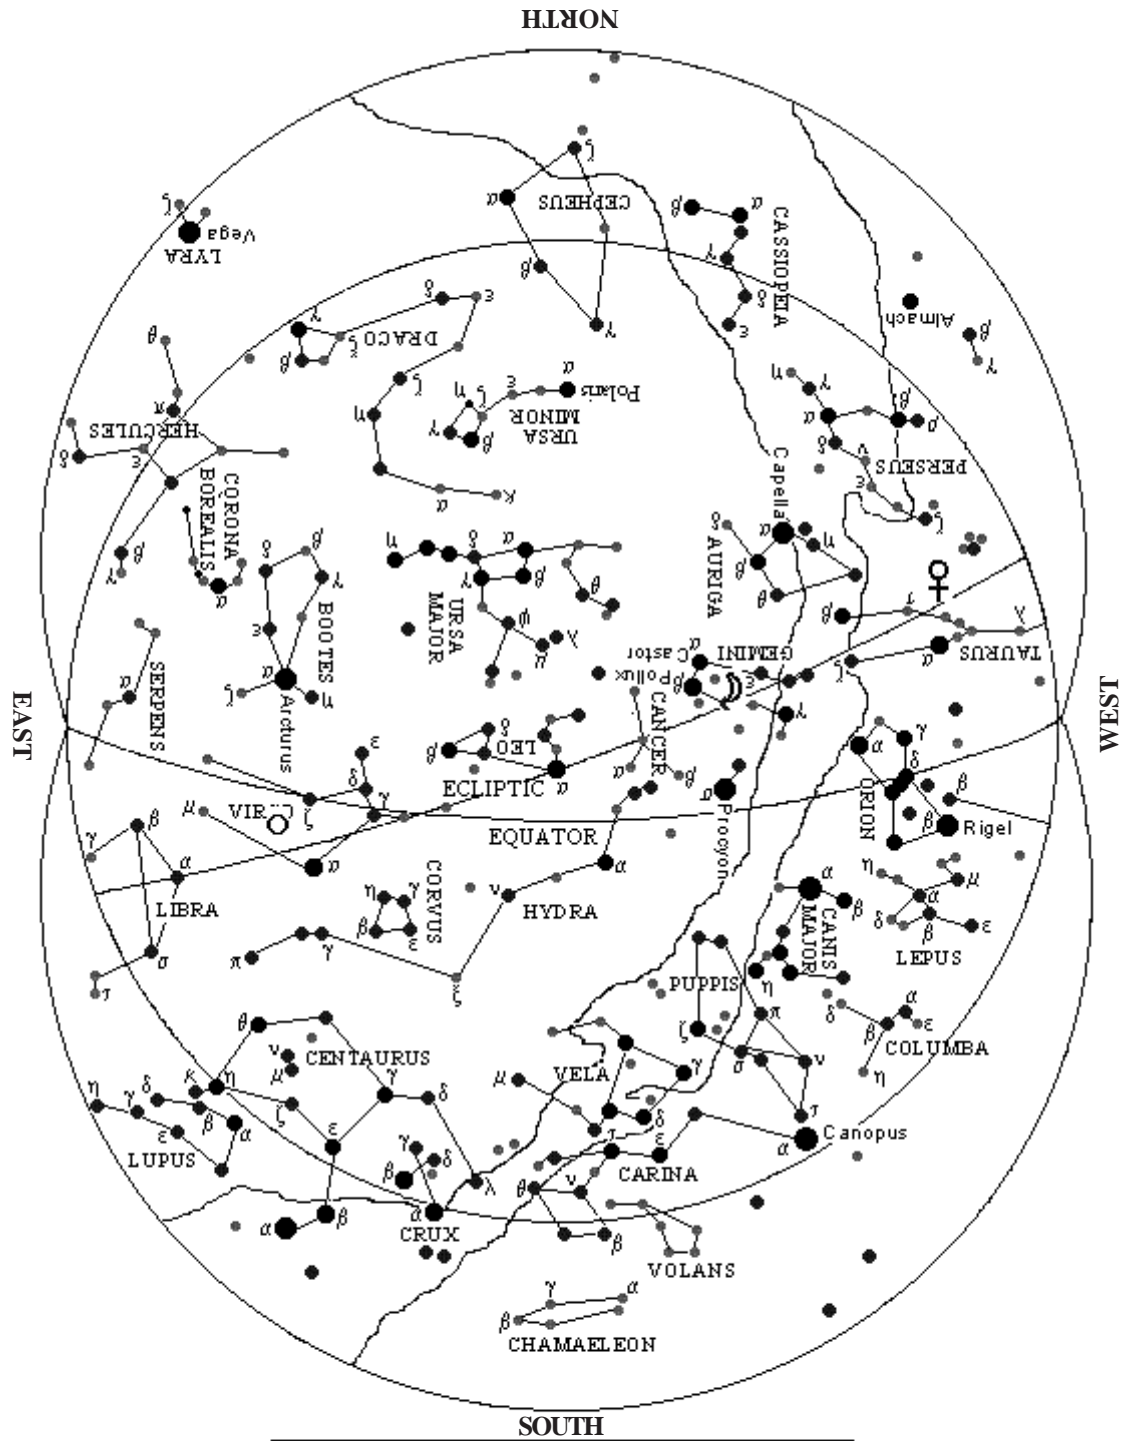 NORTH
ζ
α
CEPHEUS
β
α
ζ
Vega
LYRA
CASSIOPEIA
γ
β
δ
ε
δ
ε
γ
Almach
γ
β
ξ
DRACO
θ
β
γ
α
Polaris
η
ζ
ε
η
ζ
γ
URSA
MINOR
γ
β
α
β
ρ
π
HERCULES
η
δ
ε
δ
ν
PERSEUS
ε
κ
α
ζ
CORONA
BOREALIS
Capella
δ
α
η
β
γ
α
δ
β
γ
BOOTES
ε
α
ζ
η
Arcturus
η
δ
α
γ
β
θ
URSA
MAJOR
ψ
λ
μ
AURIGA
β
θ
β
τ
λ
TAURUS
α
ζ
α
Castor
GEMINI
ε
β
Pollux
γ
SERPENS
α
EAST
WEST
CANCER
α
β
δ
β
LEO
α
ECLIPTIC
ε
δ
γ
VIR
ζ
μ
α
EQUATOR
α
Procyon
α
γ
δ
ORION
β
β
Rigel
γ
β
α
LIBRA
σ
τ
η
γ
CORVUS
β
ε
ν
HYDRA
α
γ
π
ξ
β
CANIS
MAJOR
η
η
μ
α
δ
β
ε
LEPUS
PUPPIS
ζ
π
σ
ν
τ
δ
α
β
ε
COLUMBA
η
θ
ν
CENTAURUS
μ
κ
η
γ
δ
ζ
ε
μ
VELA
γ
δ
η
γ
δ
β
α
ε
LUPUS
γ
β
δ
λ
τ
ε
CARINA
α
Canopus
θ
ν
α
β
α
CRUX
β
VOLANS
γ
α
β
CHAMAELEON
SOUTH